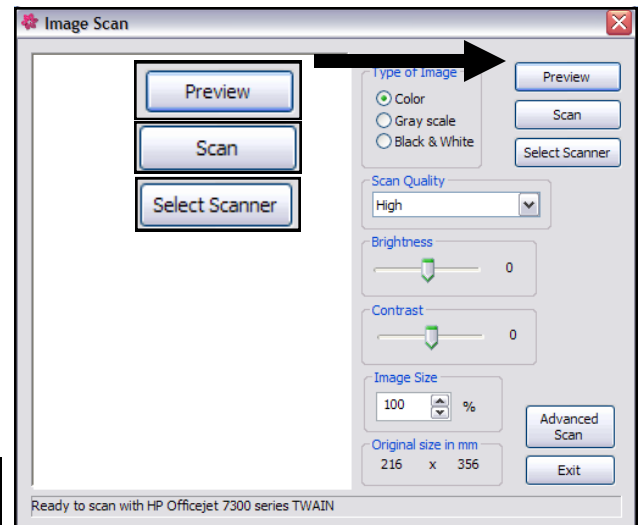 Image Scan
Preview
Scan
Select Scanner
Type of Image
Color
Gray scale
Black & White
Preview
Scan
Select Scanner
Scan Quality
High
Brightness
0
Contrast
0
Image Size
100 %
Original size in mm
216 x 356
Advanced
Scan
Exit
Ready to scan with HP Officejet 7300 series TWAIN